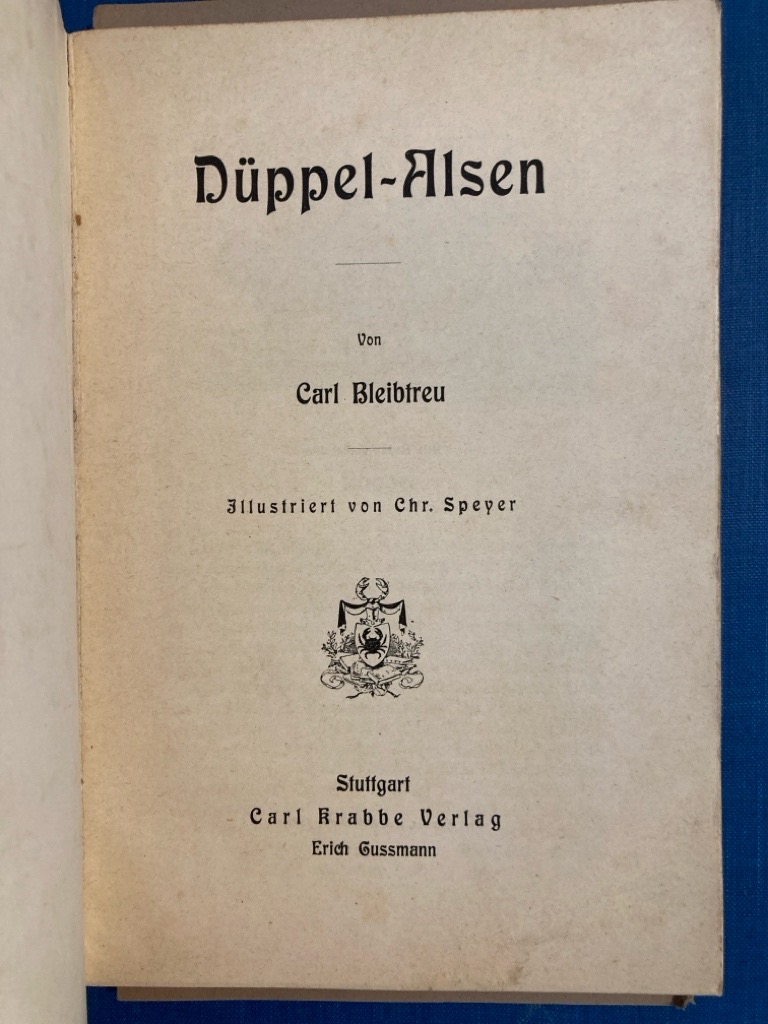 Düppel-Alsen
Von
Carl Bleibtreu
Illustriert von Chr. Speyer
Stuttgart
Carl Krabbe Verlag
Erich Gussmann